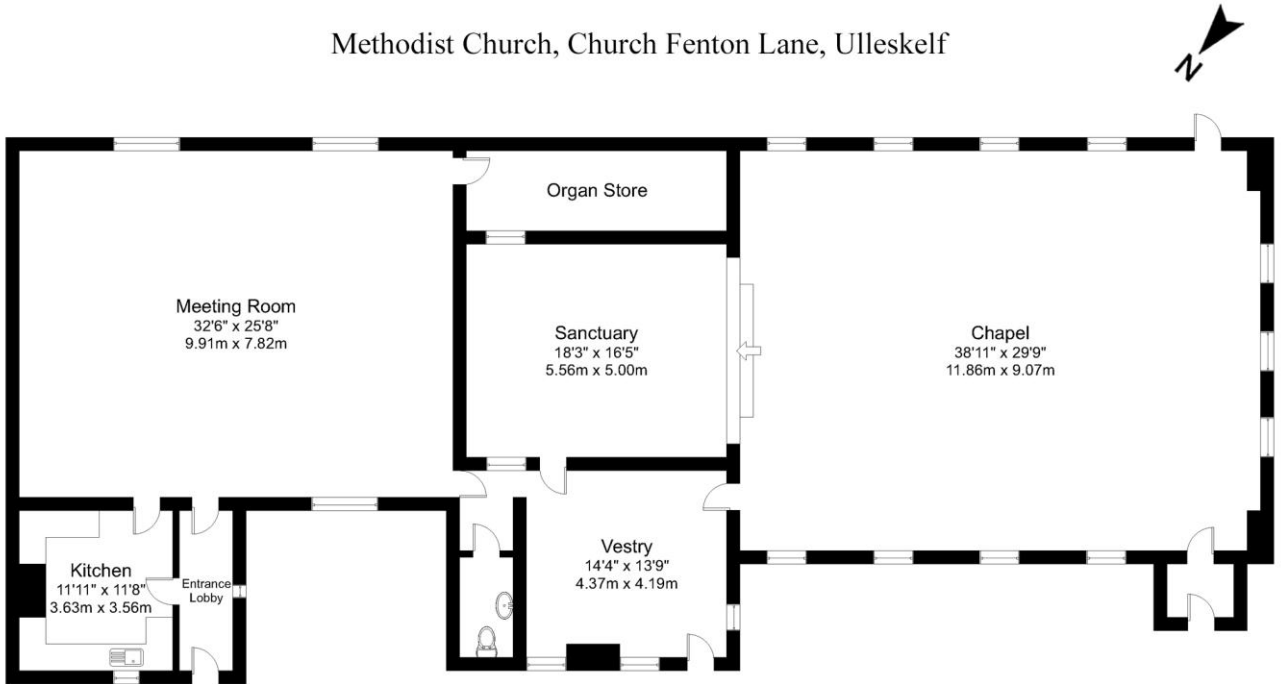 Methodist Church, Church Fenton Lane, Ulleskelf
N
Organ Store
Meeting Room
32'6" x 25'8"
9.91m x 7.82m
Sanctuary
18'3" x 16'5"
5.56m x 5.00m
Chapel
38'11" x 29'9"
11.86m x 9.07m
Kitchen
11'11" x 11'8"
3.63m x 3.56m
Entrance
Lobby
Vestry
14'4" x 13'9"
4.37m x 4.19m